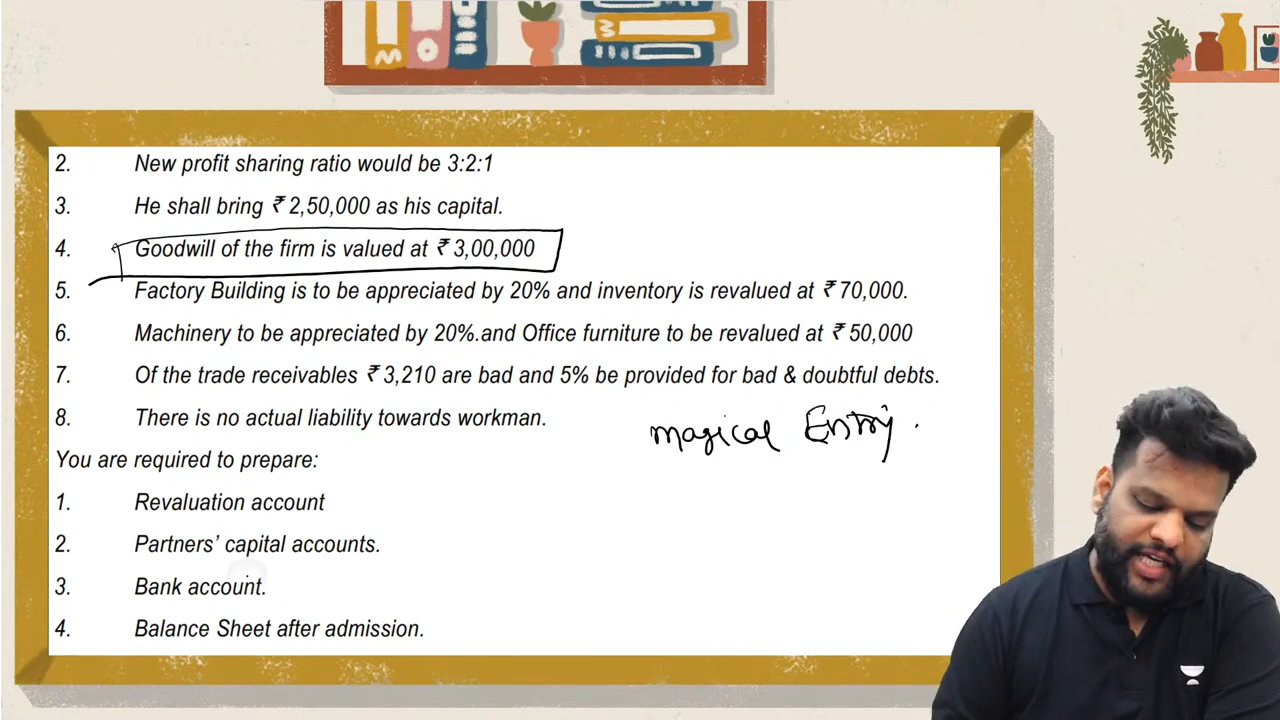 2. New profit sharing ratio would be 3:2:1
3. He shall bring ₹ 2,50,000 as his capital.
4. Goodwill of the firm is valued at ₹ 3,00,000
5. Factory Building is to be appreciated by 20% and inventory is revalued at ₹ 70,000.
6. Machinery to be appreciated by 20%.and Office furniture to be revalued at ₹ 50,000
7. Of the trade receivables ₹ 3,210 are bad and 5% be provided for bad & doubtful debts.
8. There is no actual liability towards workman.
magical Entry.
You are required to prepare:
1. Revaluation account
2. Partners’ capital accounts.
3. Bank account.
4. Balance Sheet after admission.